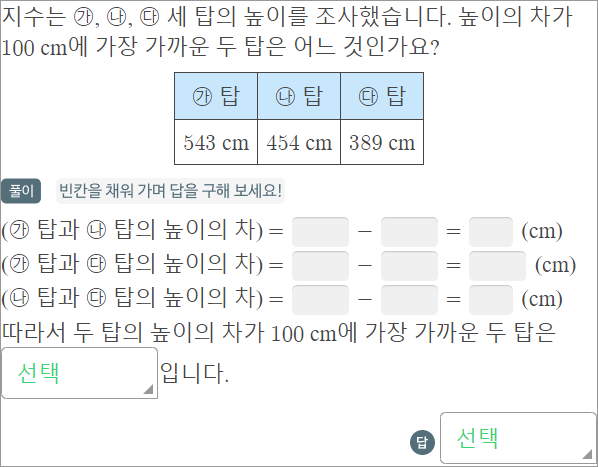 지수는 ㉮, ㉯, ㉰ 세 탑의 높이를 조사했습니다. 높이의 차가
100 cm에 가장 가까운 두 탑은 어느 것인가요?
㉮ 탑 ㉯ 탑 ㉰ 탑
543 cm 454 cm 389 cm
풀이 빈칸을 채워 가며 답을 구해 보세요!
(㉮ 탑과 ㉯ 탑의 높이의 차) = − = (cm)
(㉮ 탑과 ㉰ 탑의 높이의 차) = − = (cm)
(㉯ 탑과 ㉰ 탑의 높이의 차) = − = (cm)
따라서 두 탑의 높이의 차가 100 cm에 가장 가까운 두 탑은
선택 입니다.
답 선택